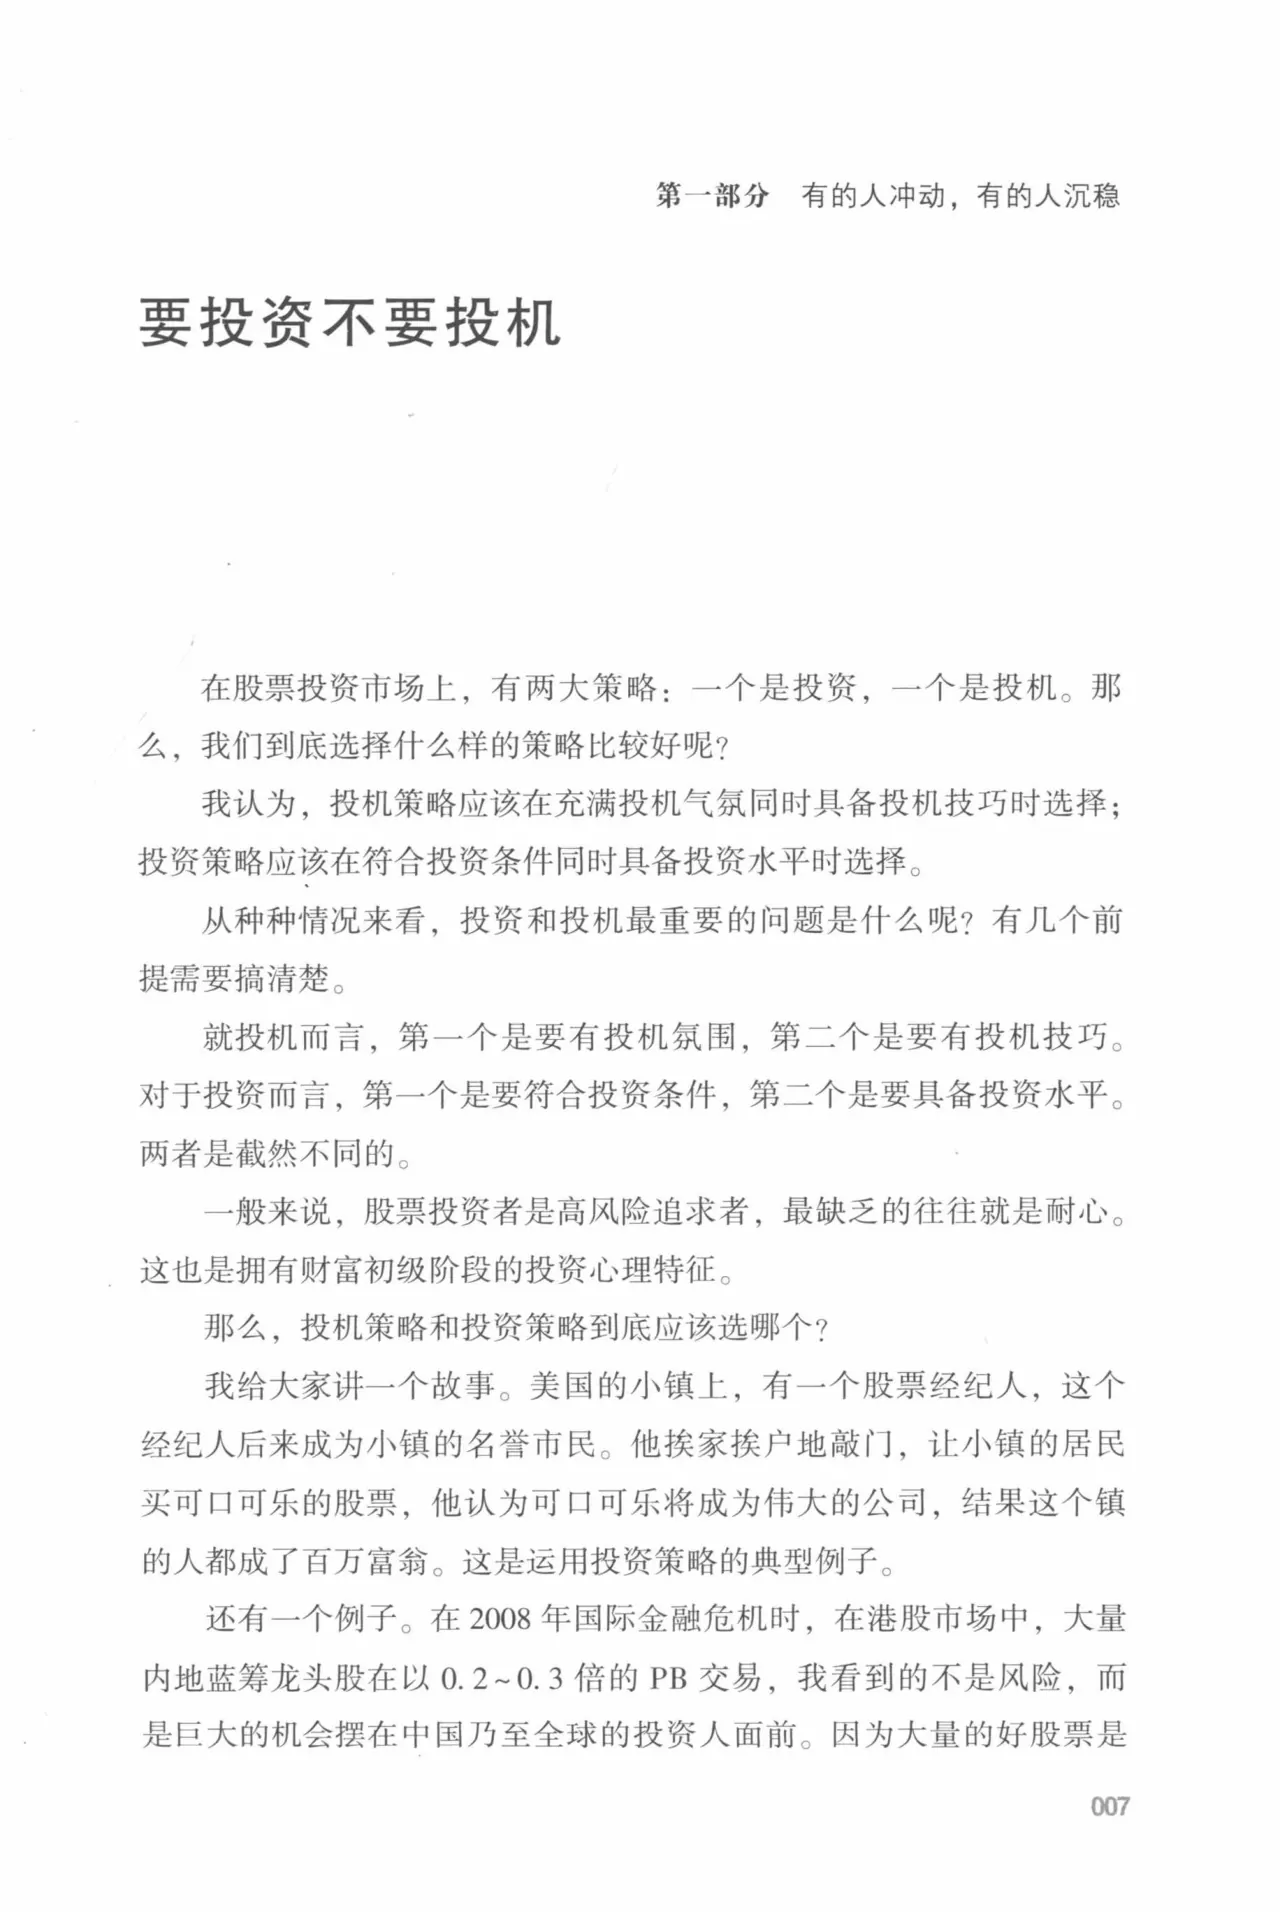 第一部分 有的人冲动，有的人沉稳
要投资不要投机
在股票投资市场上，有两大策略：一个是投资，一个是投机。那
么，我们到底选择什么样的策略比较好呢？
我认为，投机策略应该在充满投机气氛同时具备投机技巧时选择；
投资策略应该在符合投资条件同时具备投资水平时选择。
从种种情况来看，投资和投机最重要的问题是什么呢？有几个前
提需要搞清楚。
就投机而言，第一个是要有投机氛围，第二个是要有投机技巧。
对于投资而言，第一个是要符合投资条件，第二个是要具备投资水平。
两者是截然不同的。
一般来说，股票投资者是高风险追求者，最缺乏的往往就是耐心。
这也是拥有财富初级阶段的投资心理特征。
那么，投机策略和投资策略到底应该选哪个？
我给大家讲一个故事。美国的小镇上，有一个股票经纪人，这个
经纪人后来成为小镇的名誉市民。他挨家挨户地敲门，让小镇的居民
买可口可乐的股票，他认为可口可乐将成为伟大的公司，结果这个镇
的人都成了百万富翁。这是运用投资策略的典型例子。
还有一个例子。在 2008 年国际金融危机时，在港股市场中，大量
内地蓝筹龙头股在以 0.2~0.3 倍的 PB 交易，我看到的不是风险，而
是巨大的机会摆在中国乃至全球的投资人面前。因为大量的好股票是
007